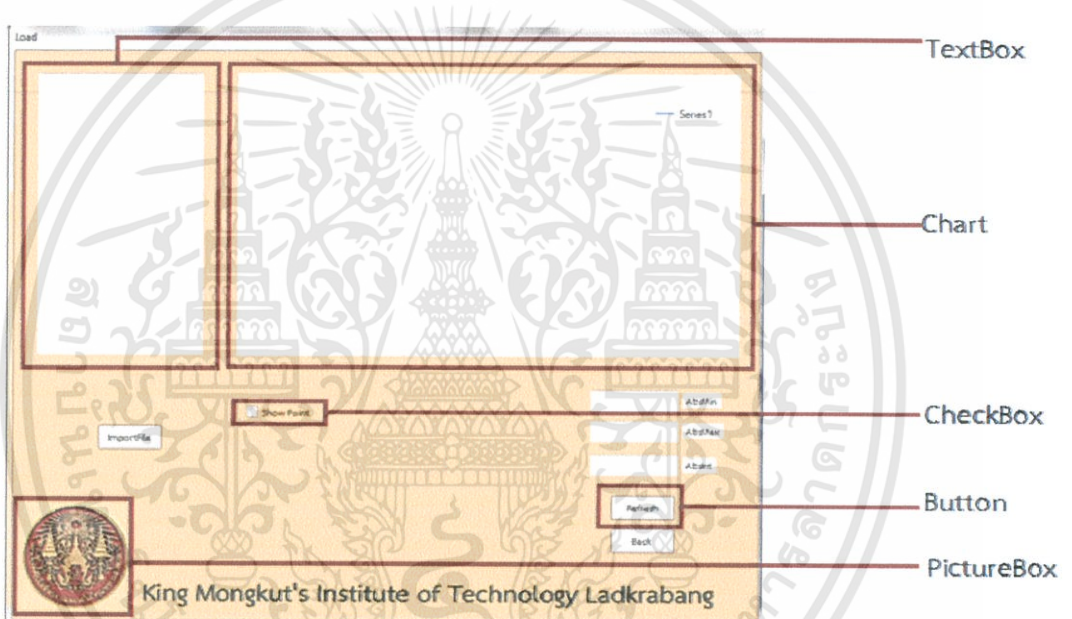 Load
TextBox
Series1
Chart
Show Point
AbsMin
CheckBox
ImportFile
AbsMax
AbsInt
Refresh
Button
Back
PictureBox
King Mongkut's Institute of Technology Ladkrabang